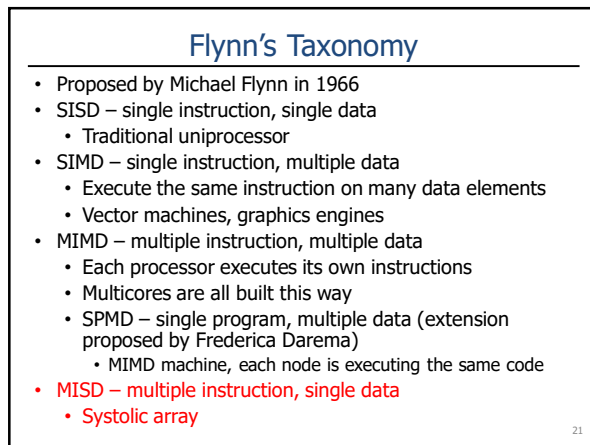 Flynn's Taxonomy
• Proposed by Michael Flynn in 1966
• SISD – single instruction, single data
• Traditional uniprocessor
• SIMD – single instruction, multiple data
• Execute the same instruction on many data elements
• Vector machines, graphics engines
• MIMD – multiple instruction, multiple data
• Each processor executes its own instructions
• Multicores are all built this way
• SPMD – single program, multiple data (extension
proposed by Frederica Darema)
• MIMD machine, each node is executing the same code
• MISD – multiple instruction, single data
• Systolic array
21